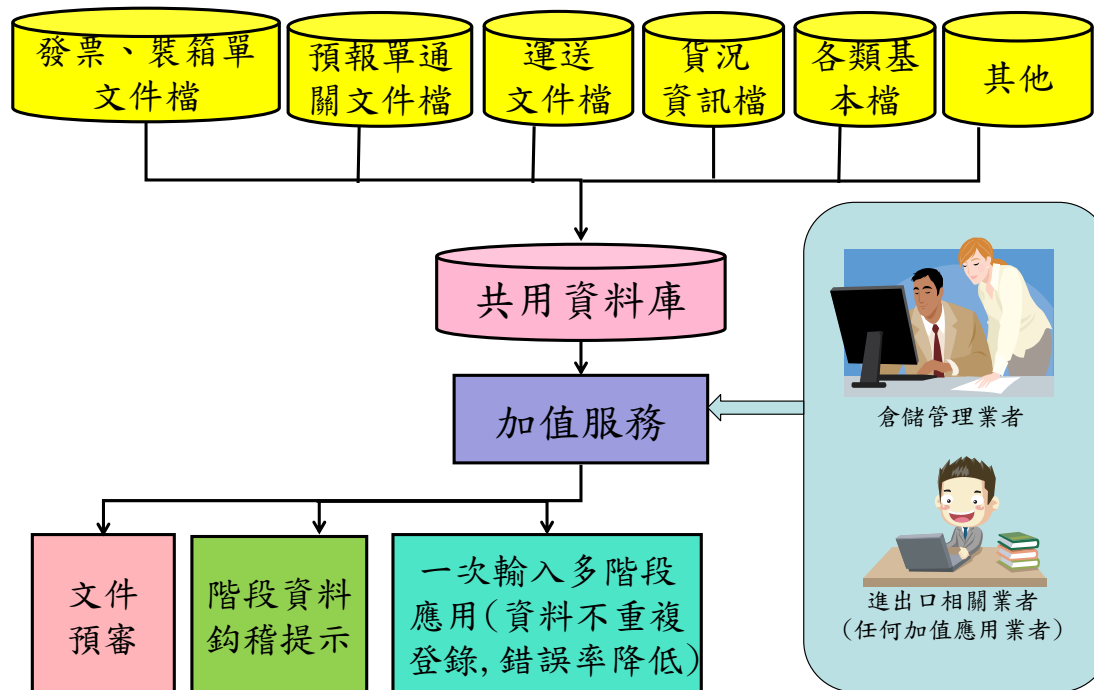 發票、裝箱單
文件檔
預報單通
關文件檔
運送
文件檔
貨況
資訊檔
各類基
本檔
其他
共用資料庫
加值服務
倉儲管理業者
進出口相關業者
(任何加值應用業者)
文件
預審
階段資料
鈎稽提示
一次輸入多階段
應用(資料不重複
登錄,錯誤率降低)